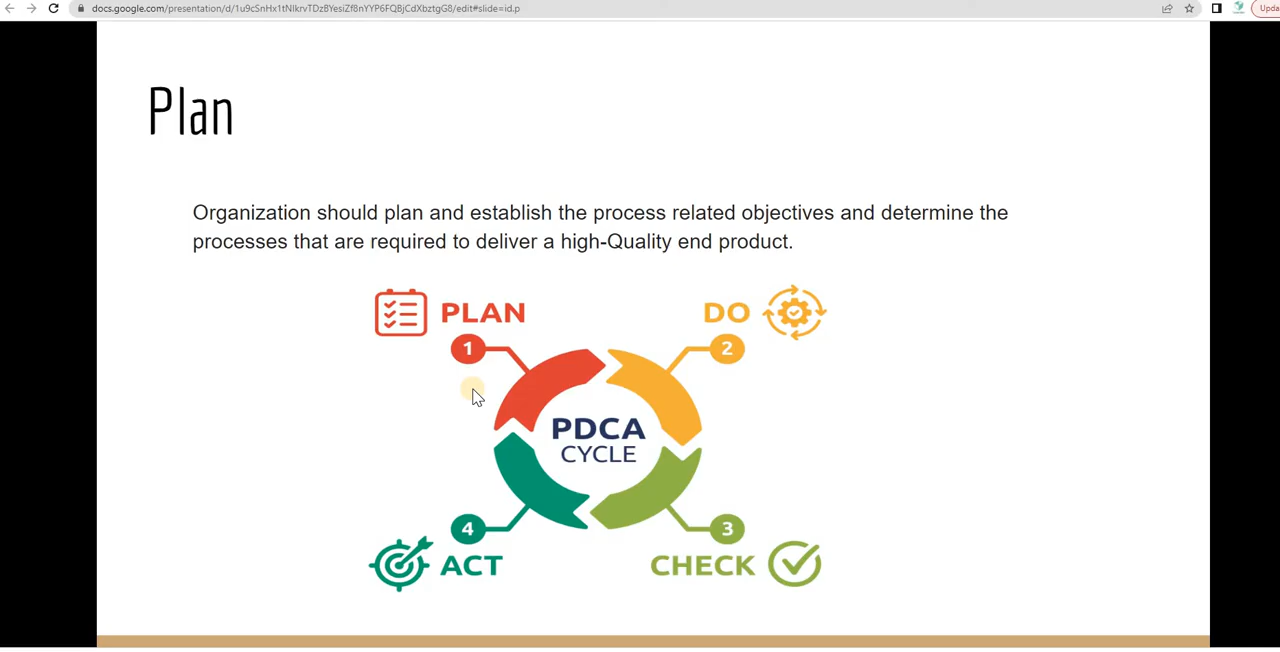 docs.google.com/presentation/d/1u9cSnHx1tNIkrvTDzBYesiZf8nYYP6FQBjCdXbztgG8/edit#slide=id.p
Upda
Plan
Organization should plan and establish the process related objectives and determine the
processes that are required to deliver a high-Quality end product.
PLAN
DO
1
2
PDCA
CYCLE
4
3
ACT
CHECK